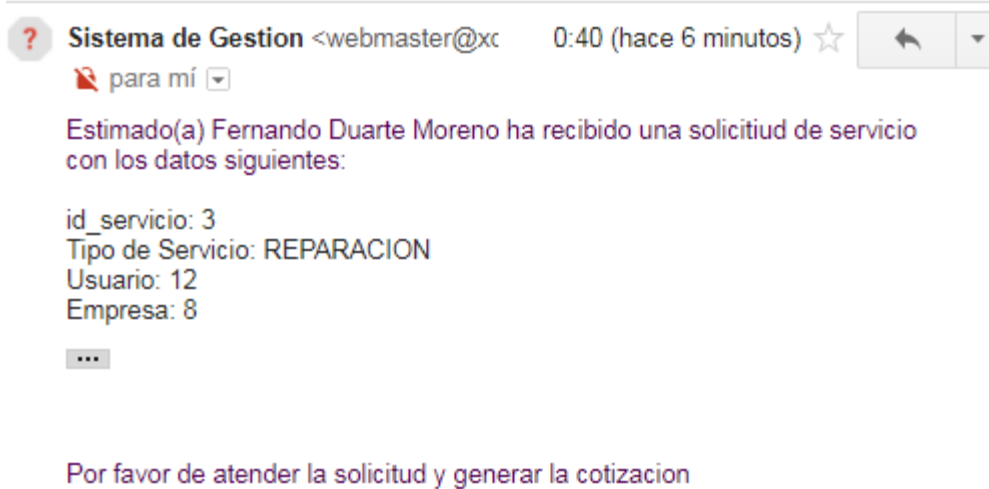 Sistema de Gestion <webmaster@xc 0:40 (hace 6 minutos)
para mí
Estimado(a) Fernando Duarte Moreno ha recibido una solicitiud de servicio
con los datos siguientes:
id_servicio: 3
Tipo de Servicio: REPARACION
Usuario: 12
Empresa: 8
...
Por favor de atender la solicitud y generar la cotizacion